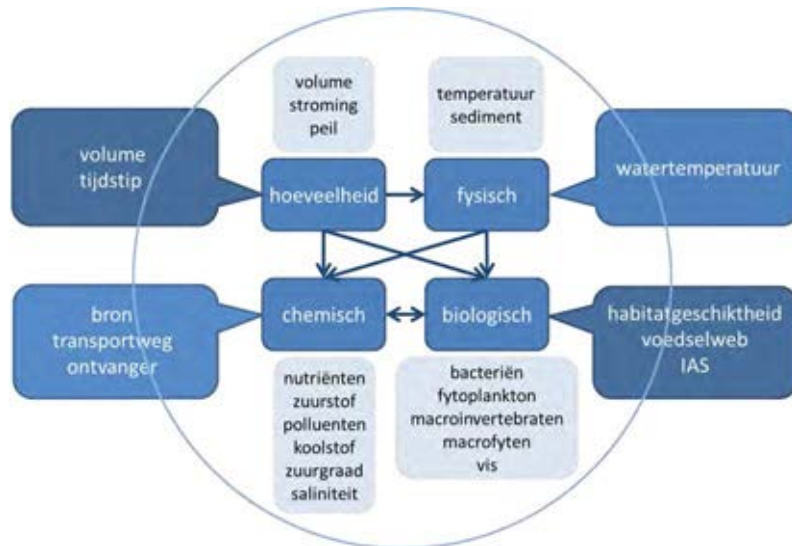 volume
stroming
peil
temperatuur
sediment
volume
tijdstip
hoeveelheid
fysisch
watertemperatuur
bron
transportweg
ontvanger
chemisch
biologisch
habitatgeschiktheid
voedselweb
IAS
nutriënten
zuurstof
polluenten
koolstof
zuurgraad
saliniteit
bacteriën
fytoplankton
macroinvertebraten
macrofyten
vis